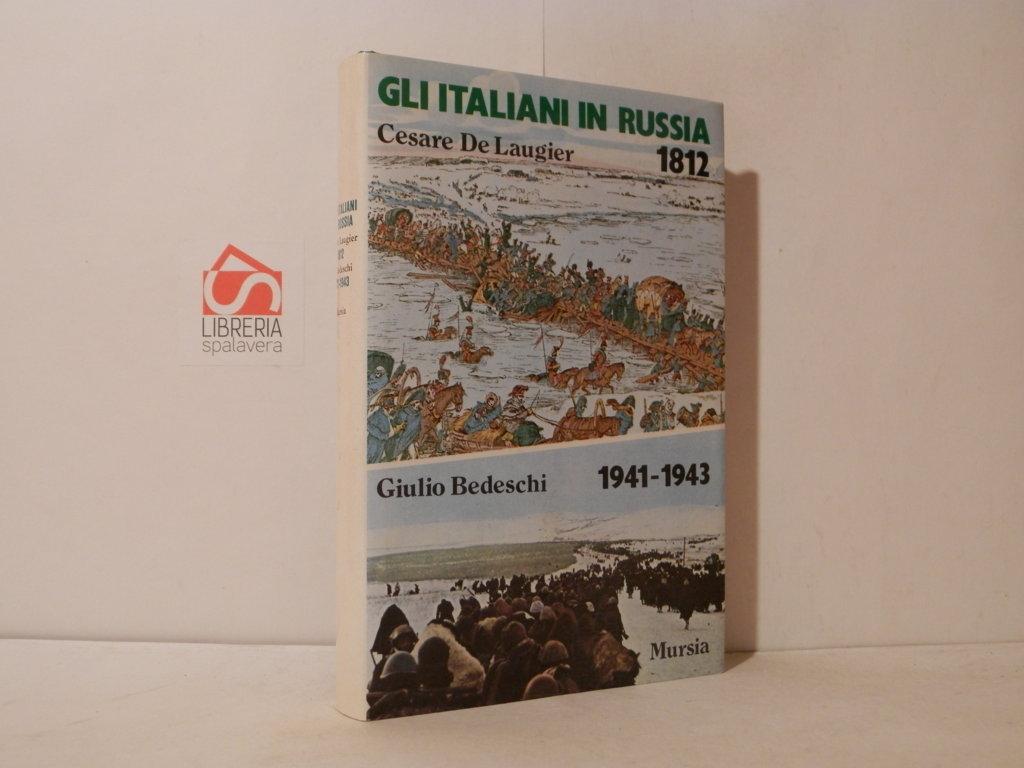 GLI ITALIANI IN RUSSIA
Cesare De Laugier
1812
Giulio Bedeschi
1941-1943
Mursia
LIBRERIA
spalavera